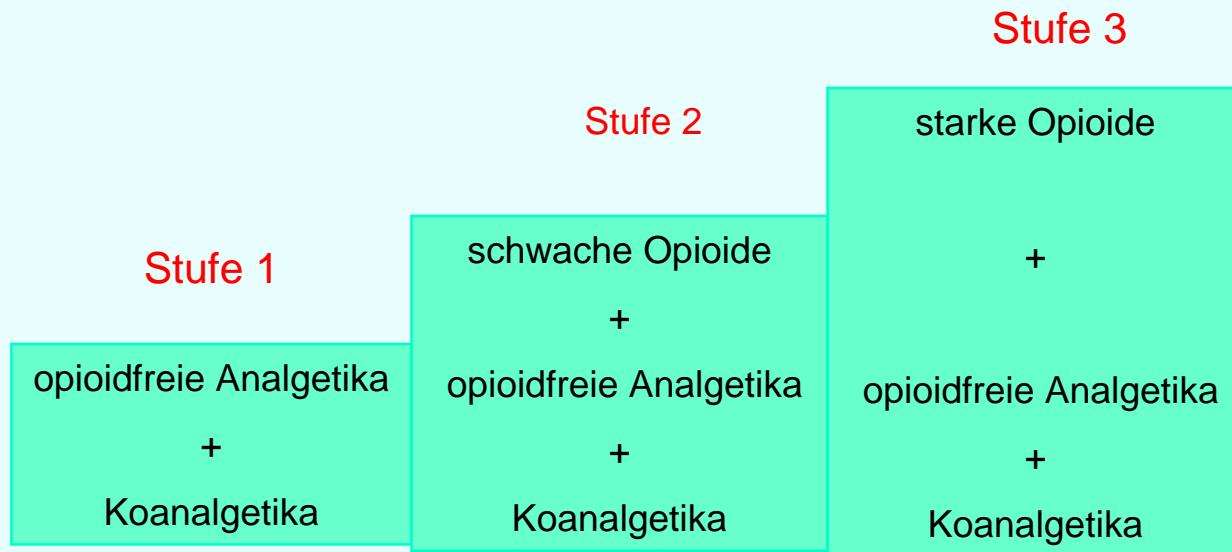 Stufe 1
opioidfreie Analgetika
+
Koanalgetika
Stufe 2
schwache Opioide
+
opioidfreie Analgetika
+
Koanalgetika
Stufe 3
starke Opioide
+
opioidfreie Analgetika
+
Koanalgetika